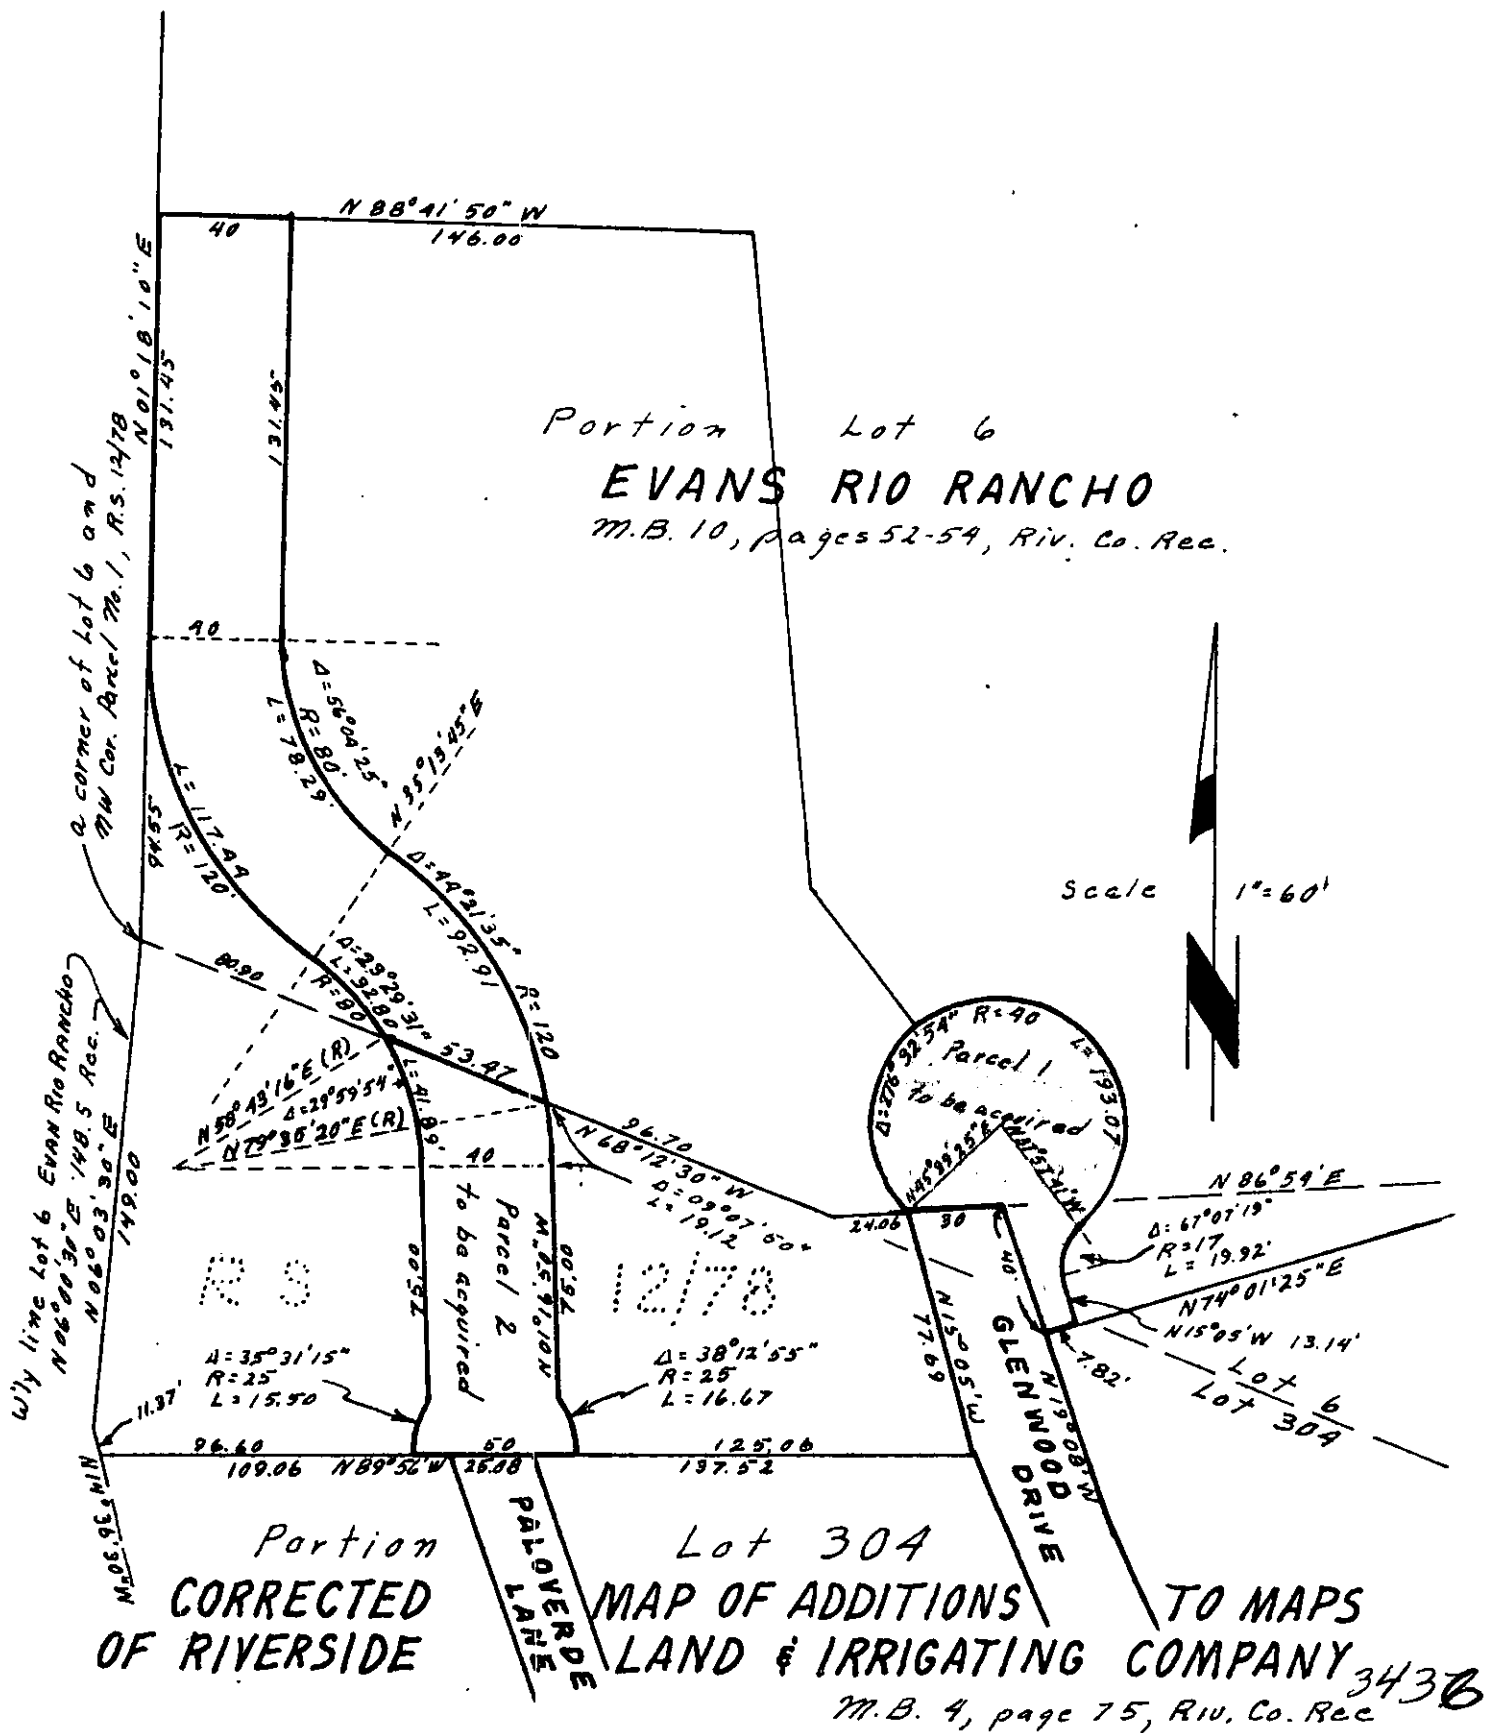 N 88°41'50" W
40
146.00
N 01°18'10" E
131.45
131.45
Portion Lot 6
EVANS RIO RANCHO
M.B. 10, pages 52-54, Riv. Co. Rec.
a corner of Lot 6 and
NW Cor. Parcel No. 1, R.S. 12/78
40
Δ=56°04'25"
R=80'
L=78.29'
N 35°13'45" E
L=117.44
R=120'
94.55
Scale 1"=60'
Δ=44°21'35"
L=92.91
R=120
80.90
Δ=23°29'31"
L=32.80
R=80
53.47
N 58°43'16" E (R)
Δ=29°59'54"
L=41.89'
N 79°35'20" E (R)
40
96.70
N 68°12'30" W
Δ=09°07'50"
L=19.12
Δ=276°32'54" R=40
L=193.07
Parcel 1
To be acquired
N 86°54' E
24.06
30
40
Δ=67°07'19"
R=17
L=19.92'
N 74°01'25" E
N 15°05' W 13.14'
7.82'
W'ly line Lot 6 EVAN RIO RANCHO
N 06°00'30" E 148.5 Rec.
N 06°03'30" E
149.00
RS 12/78
75.00
Parcel 2
to be acquired
75.00
Δ=35°31'15"
R=25
L=15.50
Δ=38°12'55"
R=25
L=16.67
N 15°05' W
77.69
GLENWOOD
DRIVE
N 19°08' W
Lot 6
Lot 304
11.37'
96.60 50 125.06
109.06 N 89°56' W 25.08 137.52
N 14°36'30" W
PALOVERDE
LANE
Portion Lot 304
CORRECTED MAP OF ADDITIONS TO MAPS
OF RIVERSIDE LAND & IRRIGATING COMPANY
M.B. 4, page 75, Riv. Co. Rec